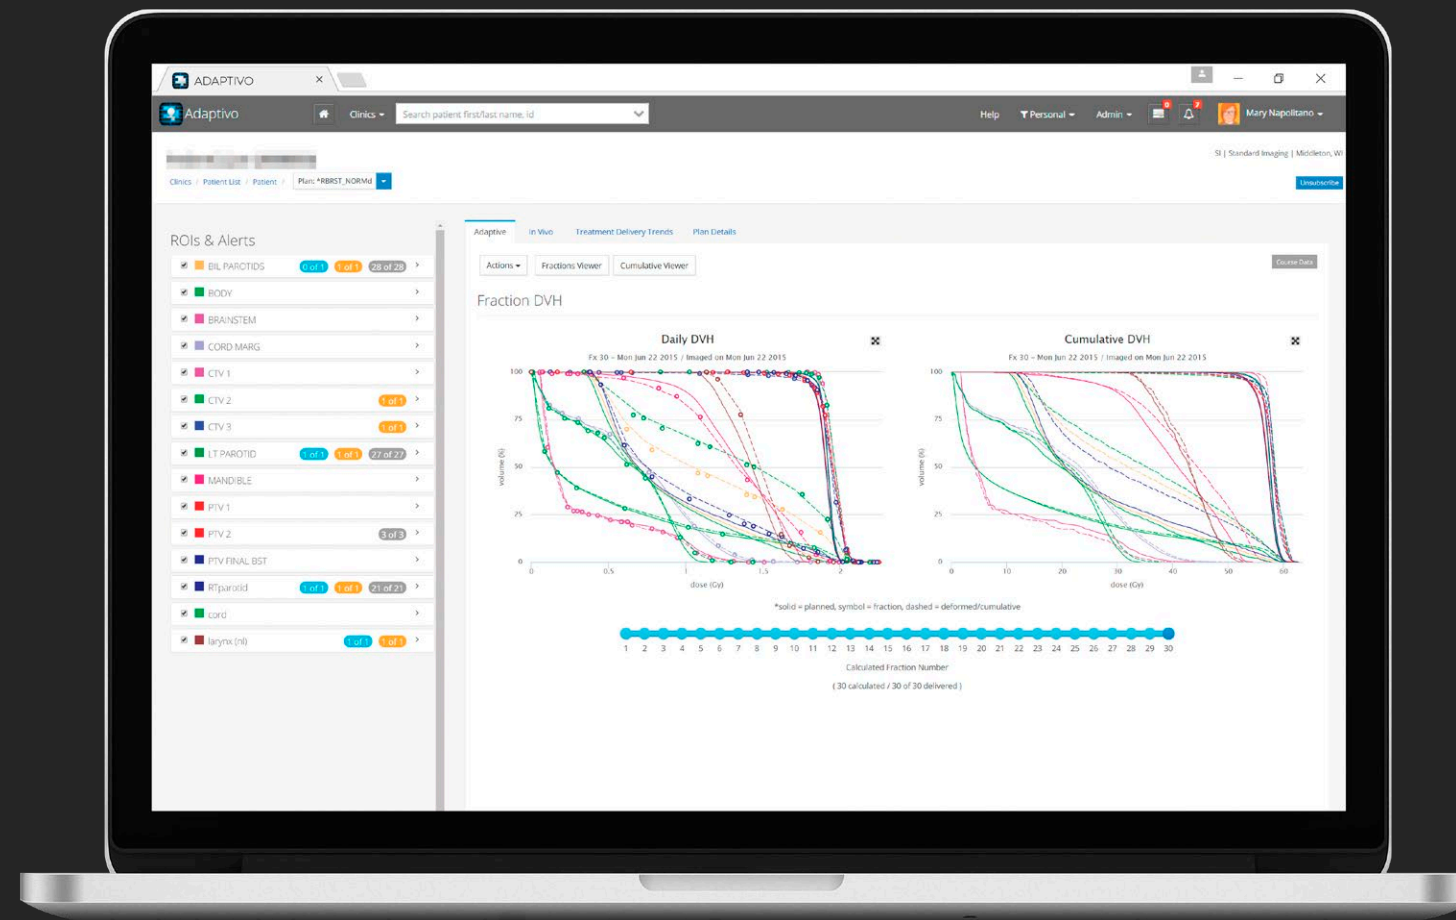 ADAPTIVO ×
Adaptivo Clinics Search patient first/last name, id Help Personal Admin 0 7 Mary Napolitano
SI | Standard Imaging | Middleton, WI
Clinics / Patient List / Patient / Plan: *RBRST_NORMd
Unsubscribe
ROIs & Alerts
BIL PAROTIDS 0 of 1 1 of 1 28 of 28
BODY
BRAINSTEM
CORD MARG
CTV 1
CTV 2 1 of 1
CTV 3 1 of 1
LT PAROTID 1 of 1 1 of 1 27 of 27
MANDIBLE
PTV 1
PTV 2 3 of 3
PTV FINAL BST
RTparotid 1 of 1 1 of 1 21 of 21
cord
larynx (nl) 1 of 1 1 of 1
Adaptive In Vivo Treatment Delivery Trends Plan Details
Actions Fractions Viewer Cumulative Viewer Course Data
Fraction DVH
Daily DVH
Fx 30 – Mon Jun 22 2015 / Imaged on Mon Jun 22 2015
100
75
50
25
0
volume (%)
0 0.5 1 1.5 2
dose (Gy)
Cumulative DVH
Fx 30 – Mon Jun 22 2015 / Imaged on Mon Jun 22 2015
100
75
50
25
0
volume (%)
0 10 20 30 40 50 60
dose (Gy)
*solid = planned, symbol = fraction, dashed = deformed/cumulative
1 2 3 4 5 6 7 8 9 10 11 12 13 14 15 16 17 18 19 20 21 22 23 24 25 26 27 28 29 30
Calculated Fraction Number
( 30 calculated / 30 of 30 delivered )